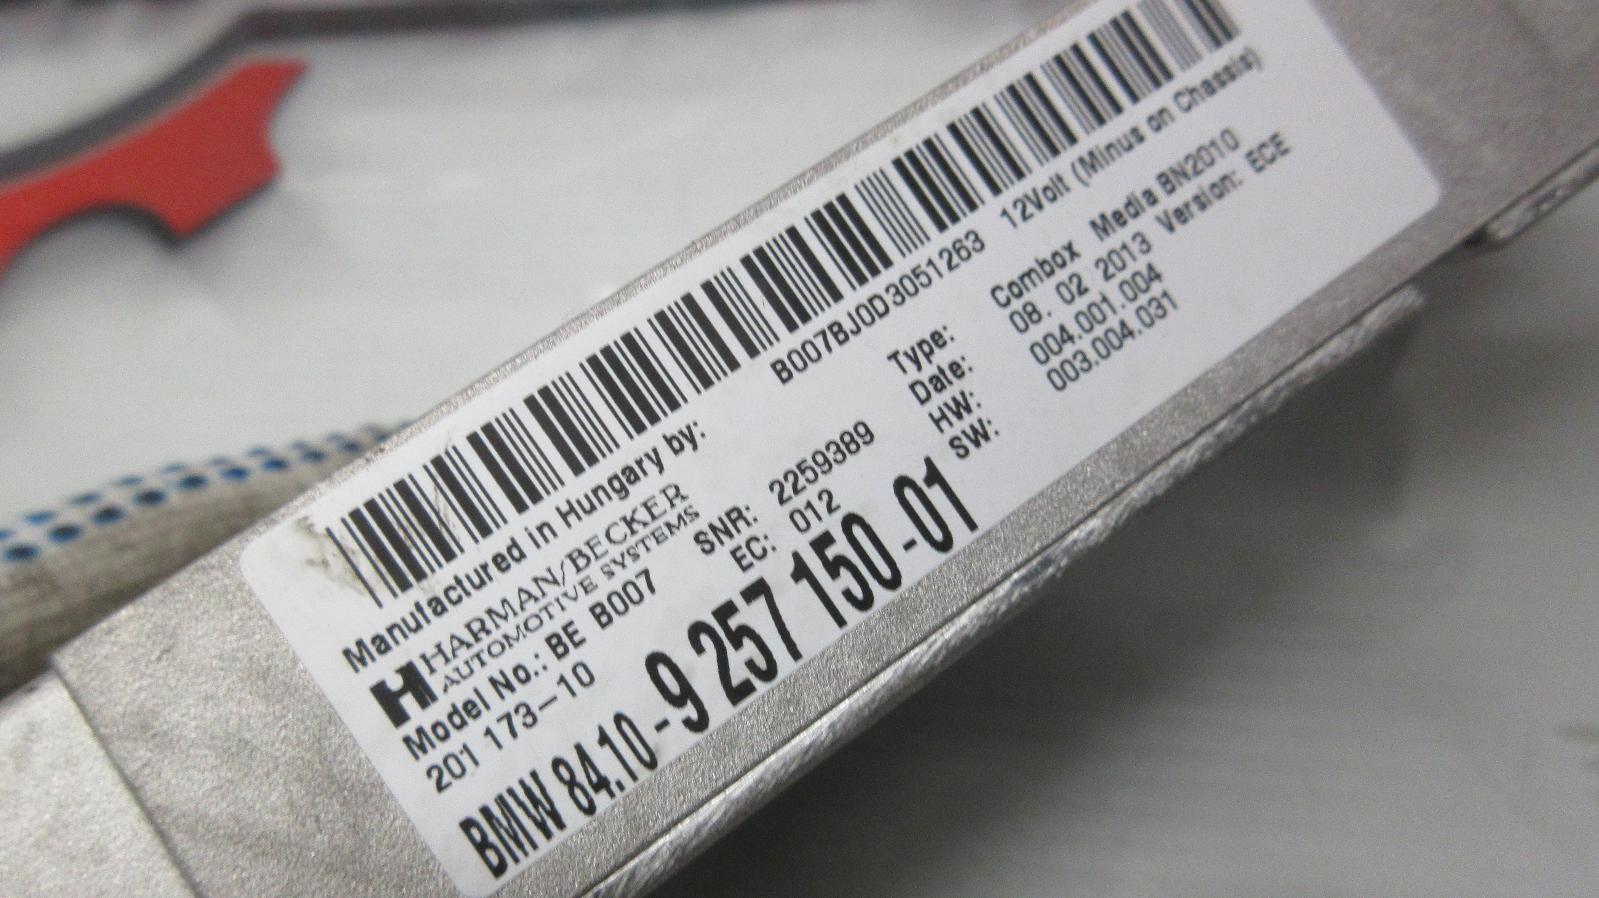 B007BJ0D3051263 12Volt (Minus on Chassis)
Manufactured in Hungary by:
HARMAN/BECKER
AUTOMOTIVE SYSTEMS
Model No.: BE B007
201 173-10
SNR: 2259389
EC: 012
Type: Combox Media BN2010
Date: 08. 02 2013 Version: ECE
HW: 004.001.004
SW: 003.004.031
BMW 84.10-9 257 150-01